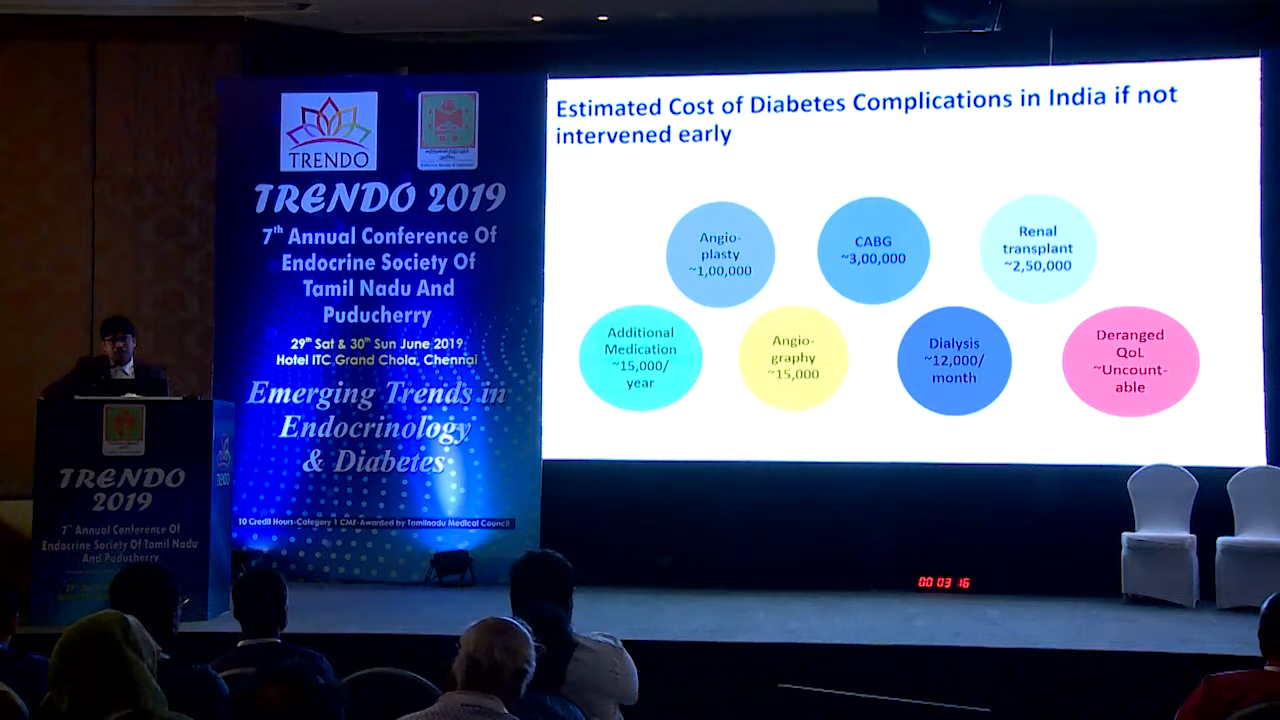 TRENDO
TRENDO 2019
7th Annual Conference Of
Endocrine Society Of
Tamil Nadu And
Puducherry
29th Sat & 30th Sun June 2019
Hotel ITC Grand Chola, Chennai
Emerging Trends in
Endocrinology
& Diabetes
10 Credit Hours-Category 1 CME-Awarded by Tamilnadu Medical Council
Estimated Cost of Diabetes Complications in India if not
intervened early
Angio-
plasty
~1,00,000
CABG
~3,00,000
Renal
transplant
~2,50,000
Additional
Medication
~15,000/
year
Angio-
graphy
~15,000
Dialysis
~12,000/
month
Deranged
QoL
~Uncount-
able
TRENDO
2019
7th Annual Conference Of
Endocrine Society Of Tamil Nadu
And Puducherry
00 03 16